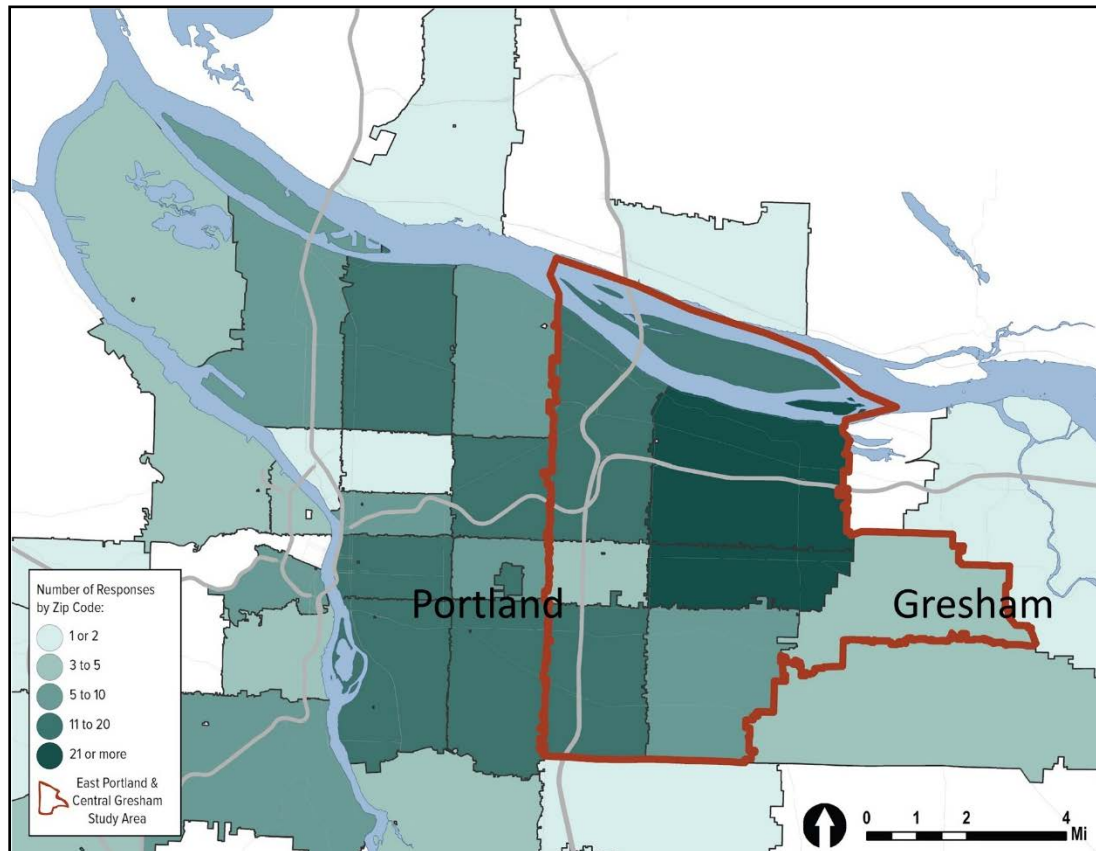 Portland
Gresham
Number of Responses
by Zip Code:
1 or 2
3 to 5
5 to 10
11 to 20
21 or more
East Portland &
Central Gresham
Study Area
0 1 2 4
Mi